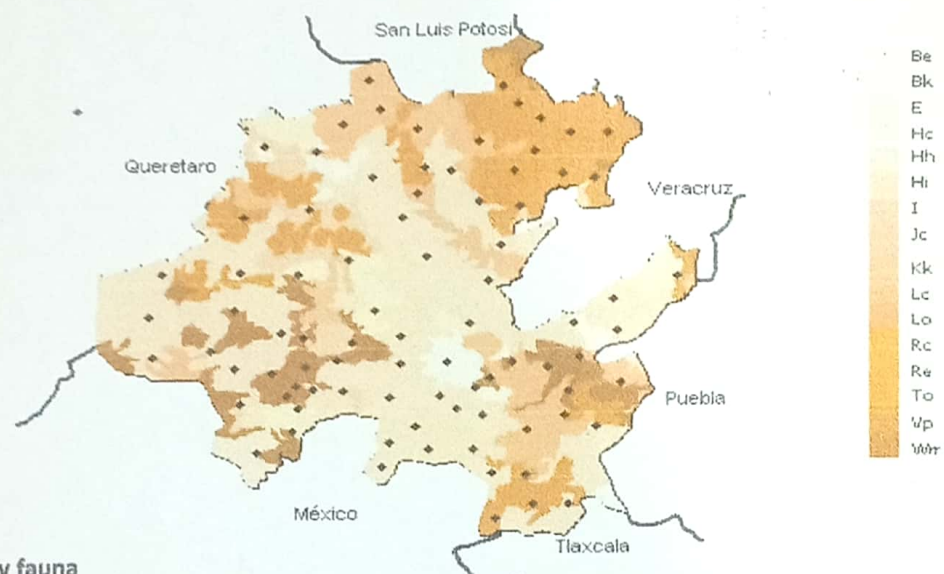 San Luis Potosi
Queretaro
Veracruz
Puebla
México
Tlaxcala
Be
Bk
E
Hc
Hh
Hi
I
Jc
Kk
Lc
Lo
Rc
Re
To
Vp
Wr
y fauna